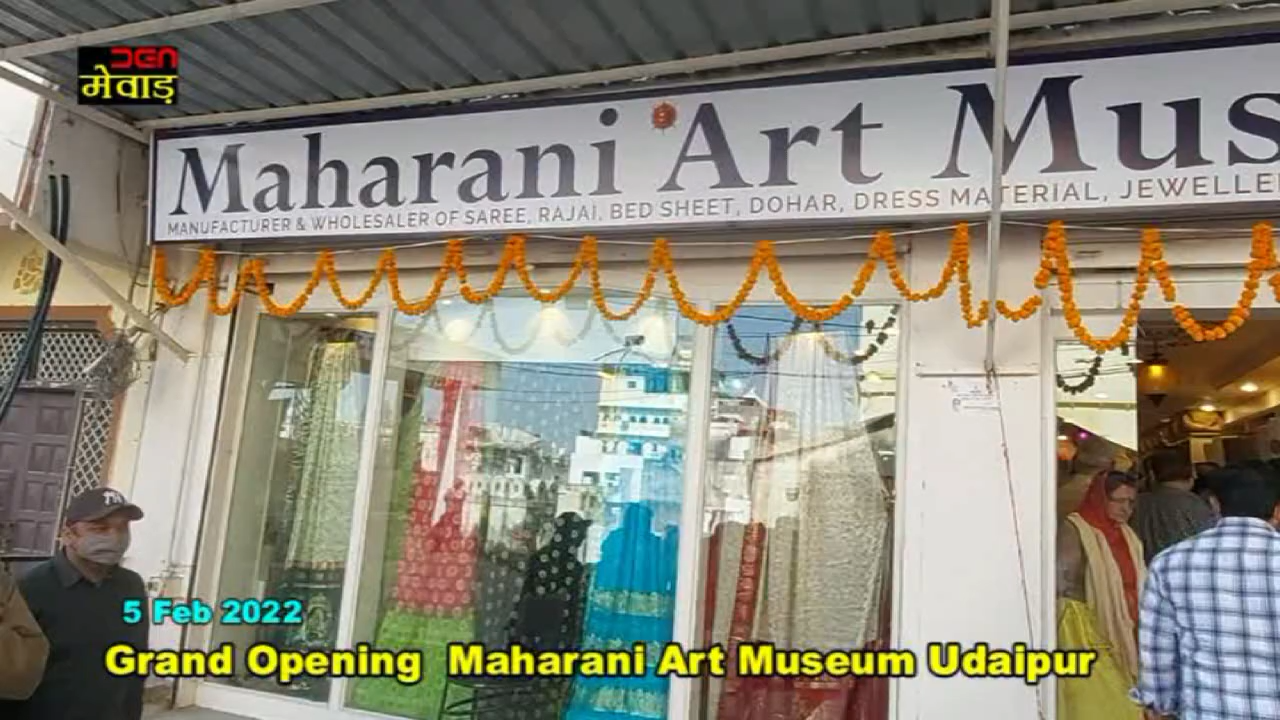 DEN
मेवाड़
Maharani Art Mus
MANUFACTURER & WHOLESALER OF SAREE, RAJAI, BED SHEET, DOHAR, DRESS MATERIAL, JEWELLE
5 Feb 2022
Grand Opening Maharani Art Museum Udaipur